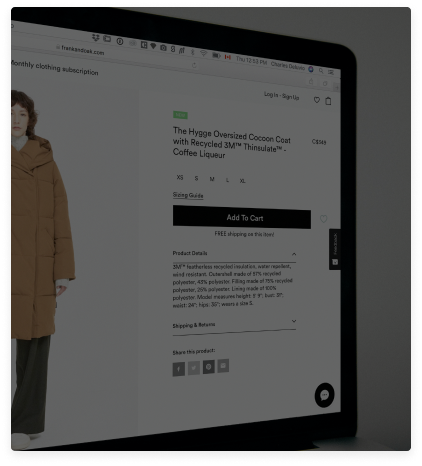 Thu 12:53 PM Charles Deluvio
frankandoak.com
Monthly clothing subscription
Log In - Sign Up
The Hygge Oversized Cocoon Coat
with Recycled 3M™ Thinsulate™ -
Coffee Liqueur
XS S M L XL
Sizing Guide
Add To Cart
FREE shipping on this item!
Product Details
3M™ featherless recycled insulation, water repellent,
wind resistant. Outershell made of 57% recycled
polyester, 43% polyester. Filling made of 75% recycled
polyester, 25% polyester. Lining made of 100%
polyester. Model measures height: 5' 9"; bust: 31";
waist: 24"; hips: 35"; wears a size S.
Shipping & Returns
Share this product: